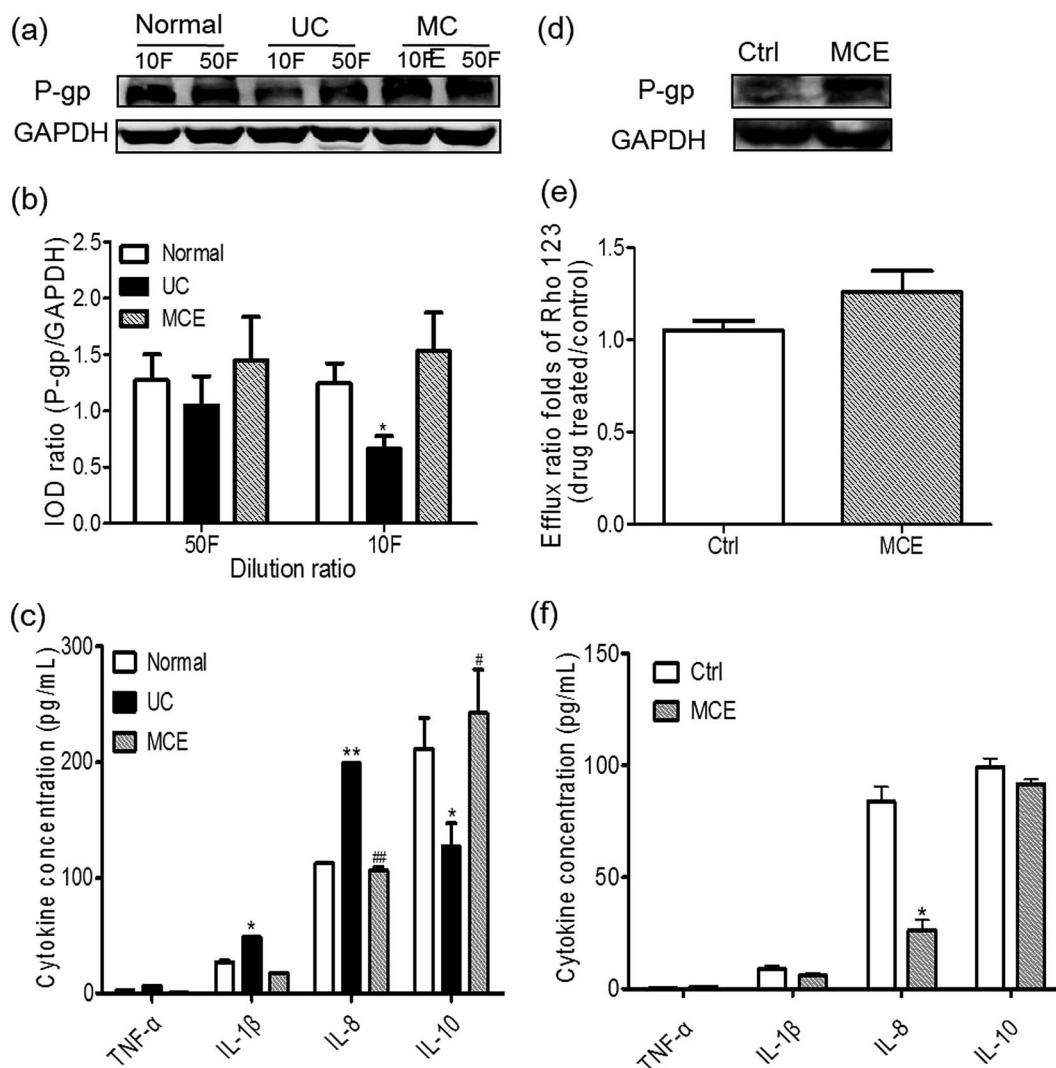 (a)
Normal UC MC
10F 50F 10F 50F 10F E 50F
P-gp
GAPDH
(b)
IOD ratio (P-gp/GAPDH)
2.5
2.0
1.5
1.0
0.5
0.0
Normal
UC
MCE
*
50F 10F
Dilution ratio
(c)
Cytokine concentration (pg/mL)
300
200
100
0
Normal
UC
MCE
* ** ## * #
TNF-α IL-1β IL-8 IL-10
(d)
Ctrl MCE
P-gp
GAPDH
(e)
Efflux ratio folds of Rho 123
(drug treated/control)
1.5
1.0
0.5
0.0
Ctrl MCE
(f)
Cytokine concentration (pg/mL)
150
100
50
0
Ctrl
MCE
*
TNF-α IL-1β IL-8 IL-10